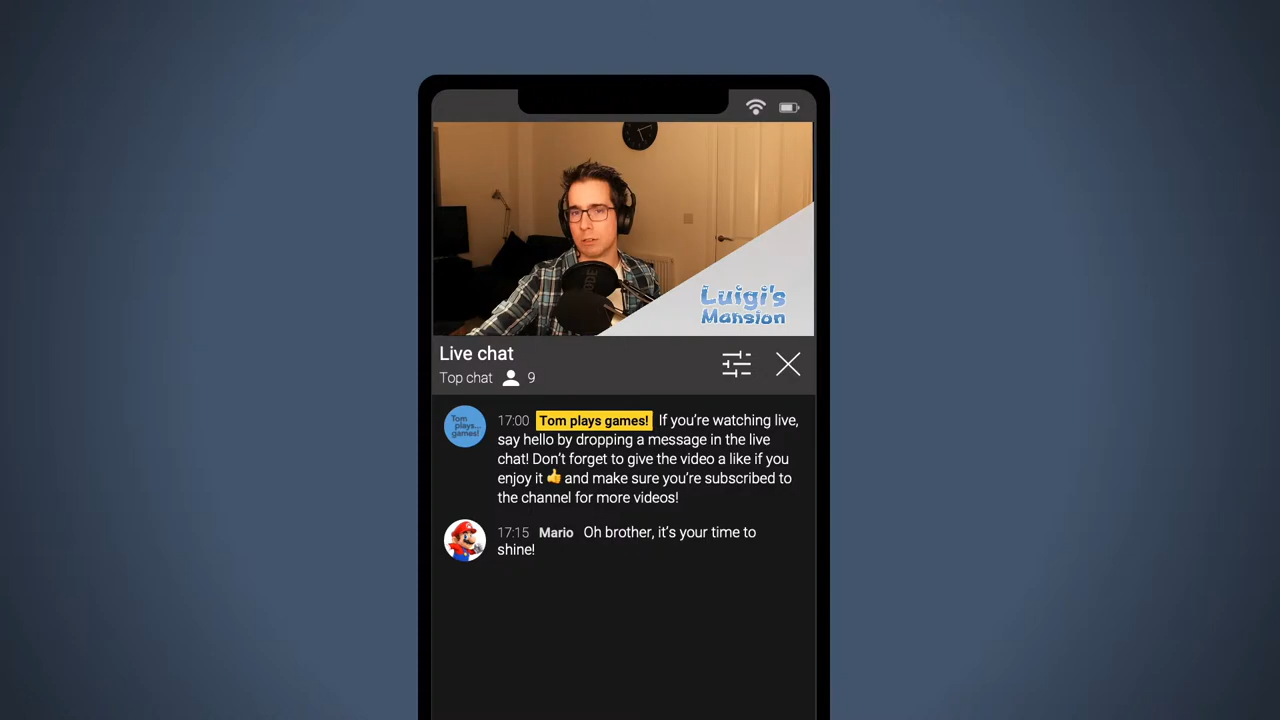 Luigi's
Mansion
Live chat
Top chat 9
Tom
plays...
games!
17:00 Tom plays games! If you're watching live,
say hello by dropping a message in the live
chat! Don't forget to give the video a like if you
enjoy it 👍 and make sure you're subscribed to
the channel for more videos!
17:15 Mario Oh brother, it's your time to
shine!